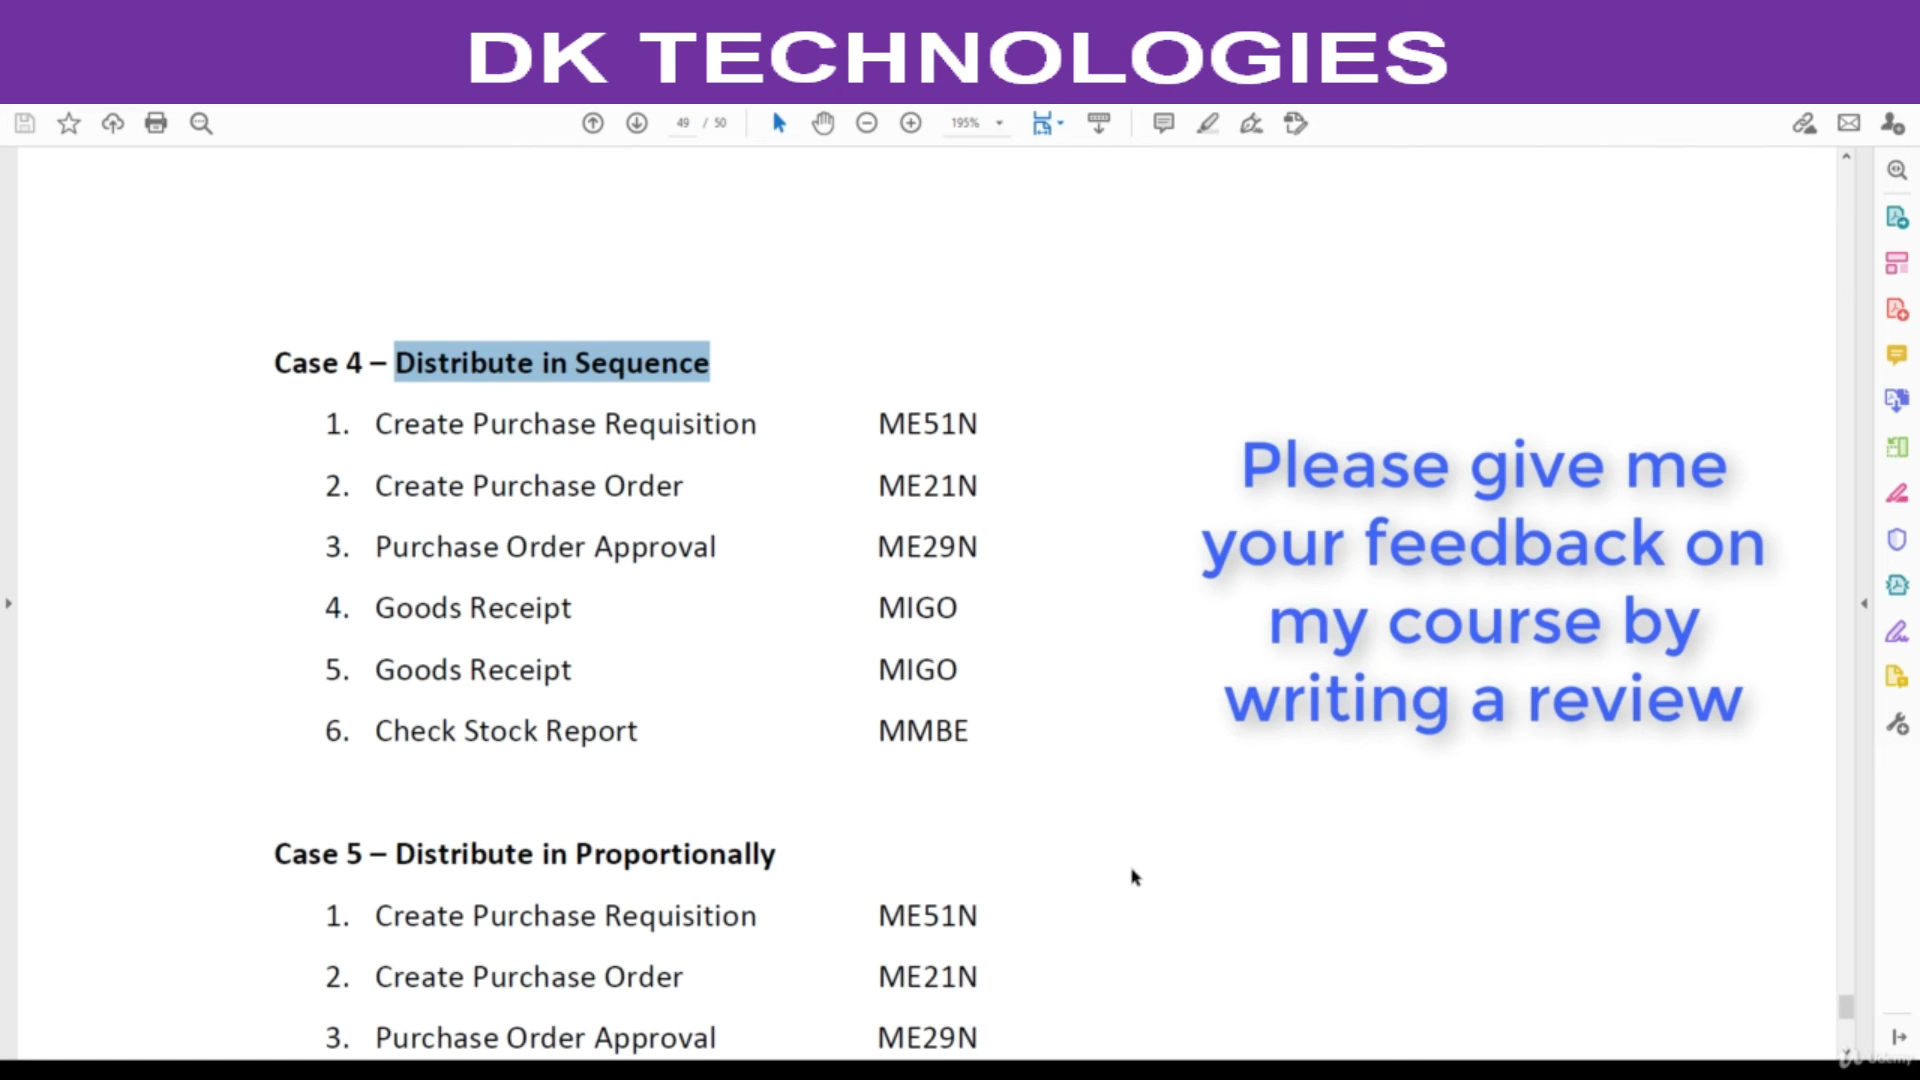 DK TECHNOLOGIES
49 / 50
195%
Case 4 – Distribute in Sequence
1. Create Purchase Requisition ME51N
2. Create Purchase Order ME21N
3. Purchase Order Approval ME29N
4. Goods Receipt MIGO
5. Goods Receipt MIGO
6. Check Stock Report MMBE
Please give me
your feedback on
my course by
writing a review
Case 5 – Distribute in Proportionally
1. Create Purchase Requisition ME51N
2. Create Purchase Order ME21N
3. Purchase Order Approval ME29N
Udemy